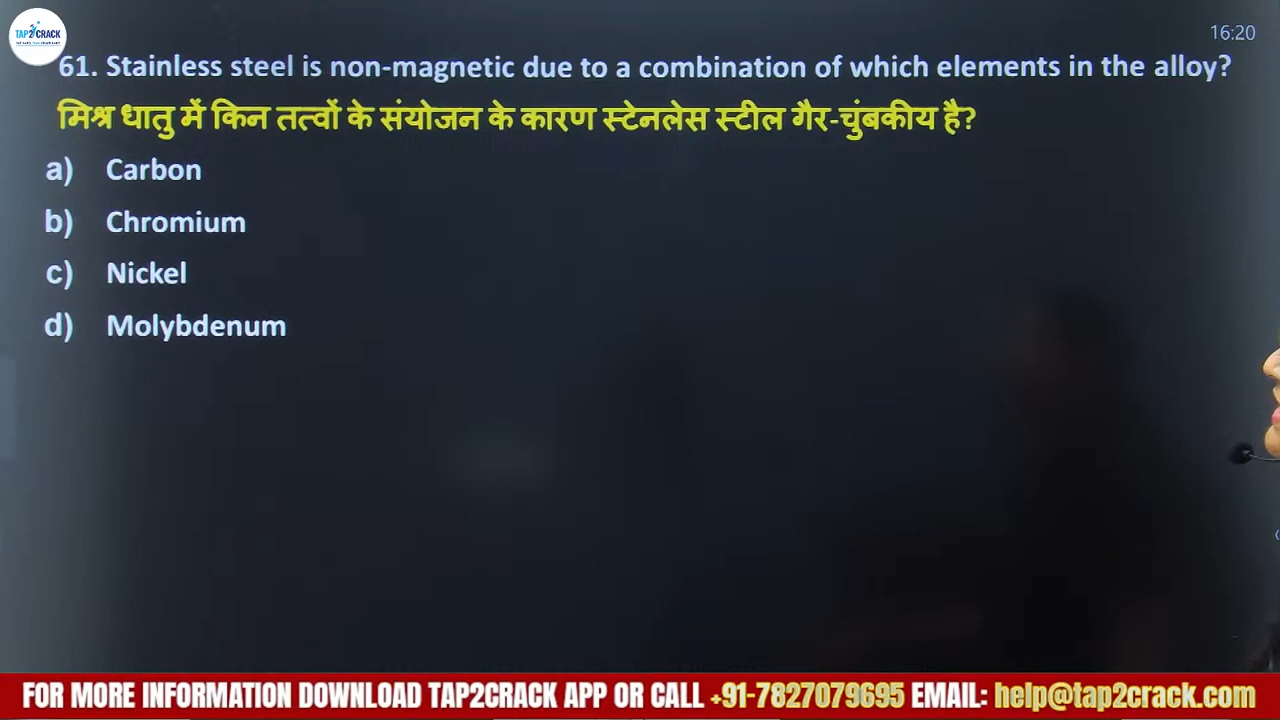 TAP2CRACK
16:20
61. Stainless steel is non-magnetic due to a combination of which elements in the alloy?
मिश्र धातु में किन तत्वों के संयोजन के कारण स्टेनलेस स्टील गैर-चुंबकीय है?
a) Carbon
b) Chromium
c) Nickel
d) Molybdenum
FOR MORE INFORMATION DOWNLOAD TAP2CRACK APP OR CALL +91-7827079695 EMAIL: help@tap2crack.com